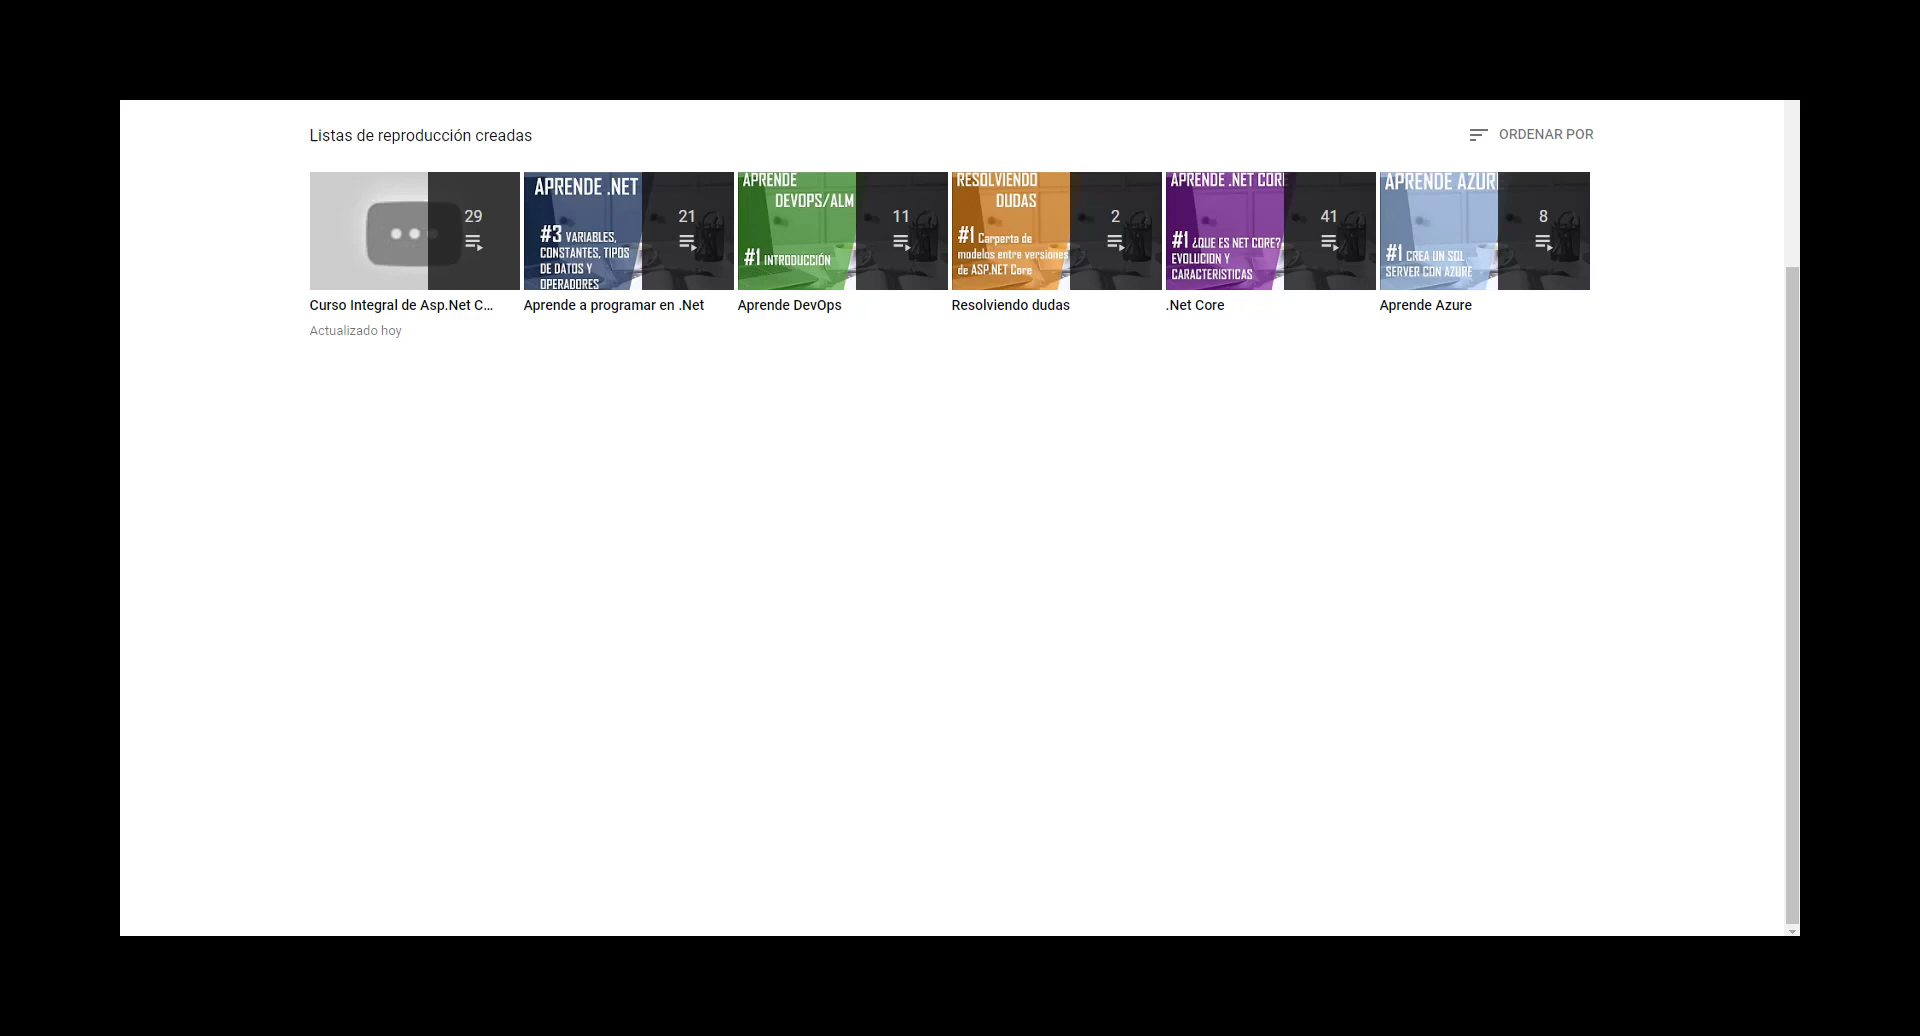 Listas de reproducción creadas
ORDENAR POR
29
APRENDE .NET
#3 VARIABLES,
CONSTANTES, TIPOS
DE DATOS Y
OPERADORES
21
APRENDE
DEVOPS/ALM
#1 INTRODUCCIÓN
11
RESOLVIENDO
DUDAS
#1 Carperta de
modelos entre versiones
de ASP.NET Core
2
APRENDE .NET CORE
#1 ¿QUE ES NET CORE?
EVOLUCION Y
CARACTERISTICAS
41
APRENDE AZUR
#1 CREA UN SQL
SERVER CON AZURE
8
Curso Integral de Asp.Net C...
Aprende a programar en .Net
Aprende DevOps
Resolviendo dudas
.Net Core
Aprende Azure
Actualizado hoy